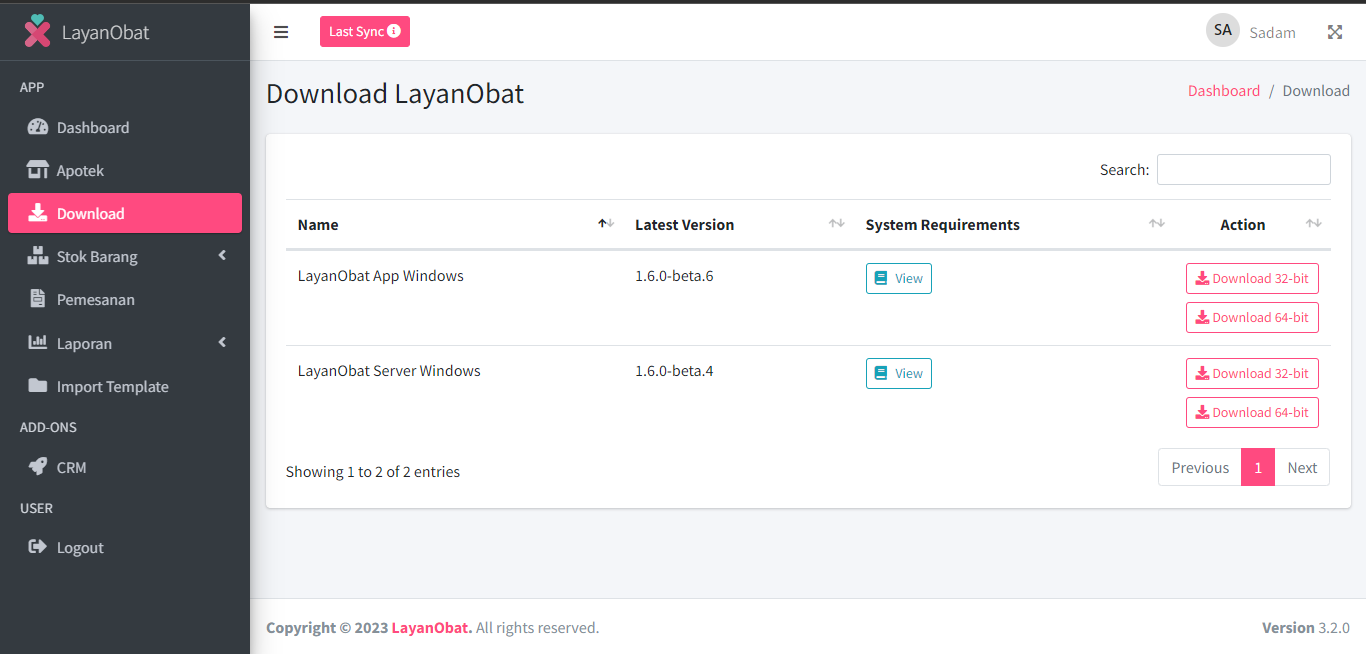 LayanObat
Last Sync
SA Sadam
APP
Dashboard
Apotek
Download
Stok Barang
Pemesanan
Laporan
Import Template
ADD-ONS
CRM
USER
Logout
Download LayanObat
Dashboard / Download
Search:
Name Latest Version System Requirements Action
LayanObat App Windows 1.6.0-beta.6 View Download 32-bit
Download 64-bit
LayanObat Server Windows 1.6.0-beta.4 View Download 32-bit
Download 64-bit
Showing 1 to 2 of 2 entries Previous 1 Next
Copyright © 2023 LayanObat. All rights reserved. Version 3.2.0